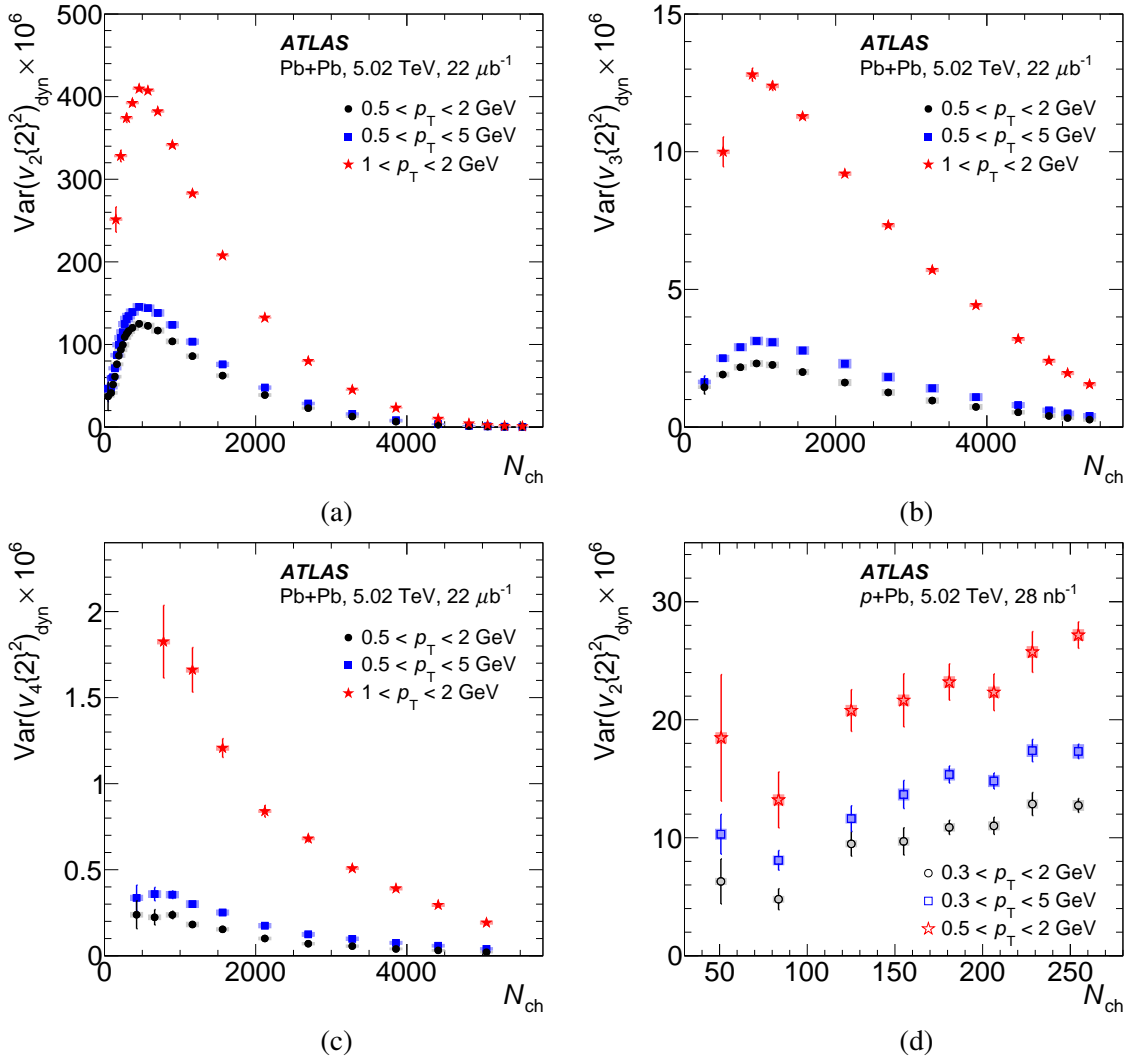 Var(v₂{2}²)dyn × 10⁶
500
400
300
200
100
0
ATLAS
Pb+Pb, 5.02 TeV, 22 μb⁻¹
0.5 < pT < 2 GeV
0.5 < pT < 5 GeV
1 < pT < 2 GeV
0 2000 4000
Nch
(a)
Var(v₃{2}²)dyn × 10⁶
15
10
5
0
ATLAS
Pb+Pb, 5.02 TeV, 22 μb⁻¹
0.5 < pT < 2 GeV
0.5 < pT < 5 GeV
1 < pT < 2 GeV
0 2000 4000
Nch
(b)
Var(v₄{2}²)dyn × 10⁶
2
1.5
1
0.5
0
ATLAS
Pb+Pb, 5.02 TeV, 22 μb⁻¹
0.5 < pT < 2 GeV
0.5 < pT < 5 GeV
1 < pT < 2 GeV
0 2000 4000
Nch
(c)
Var(v₂{2}²)dyn × 10⁶
30
20
10
0
ATLAS
p+Pb, 5.02 TeV, 28 nb⁻¹
0.3 < pT < 2 GeV
0.3 < pT < 5 GeV
0.5 < pT < 2 GeV
50 100 150 200 250
Nch
(d)